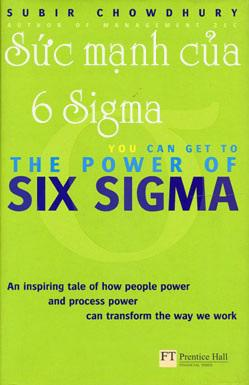 SUBIR CHOWDHURY
AUTHOR OF MANAGEMENT 21C
Sức mạnh của
6 Sigma
YOU CAN GET TO
THE POWER OF
SIX SIGMA
An inspiring tale of how people power
and process power
can transform the way we work
FT Prentice Hall
FINANCIAL TIMES